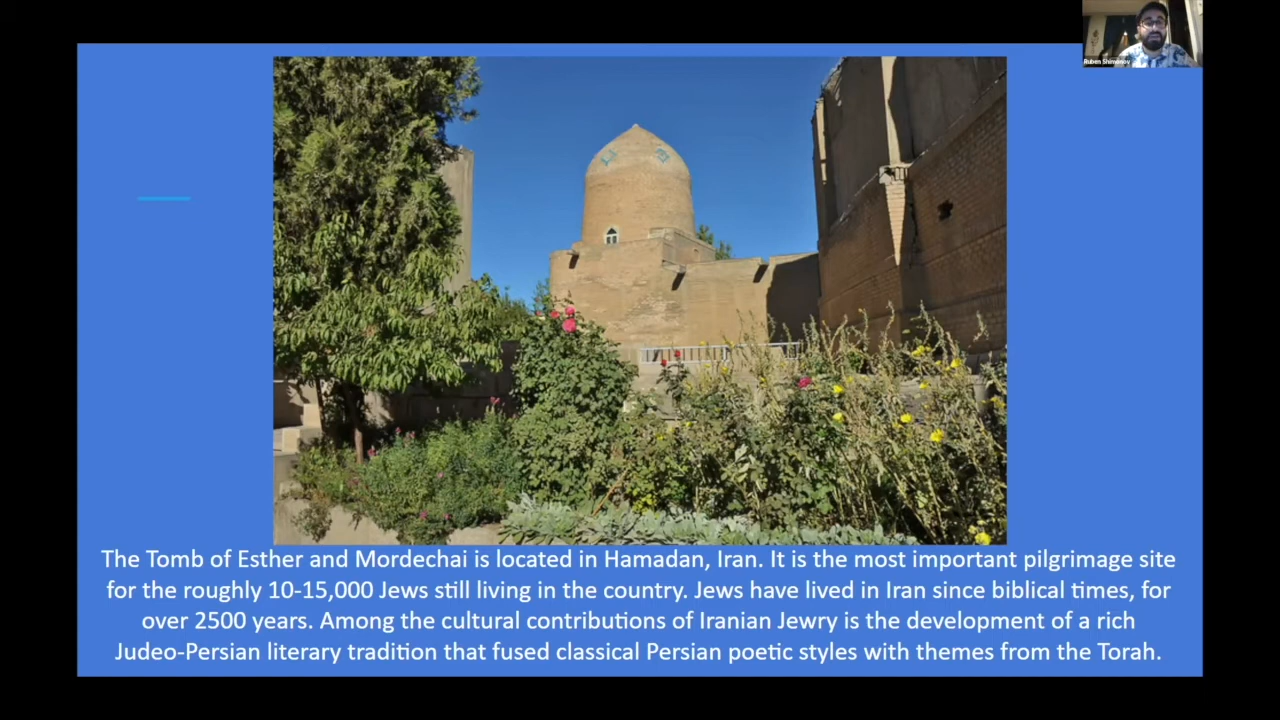 Ruben Shimonov
The Tomb of Esther and Mordechai is located in Hamadan, Iran. It is the most important pilgrimage site
for the roughly 10-15,000 Jews still living in the country. Jews have lived in Iran since biblical times, for
over 2500 years. Among the cultural contributions of Iranian Jewry is the development of a rich
Judeo-Persian literary tradition that fused classical Persian poetic styles with themes from the Torah.